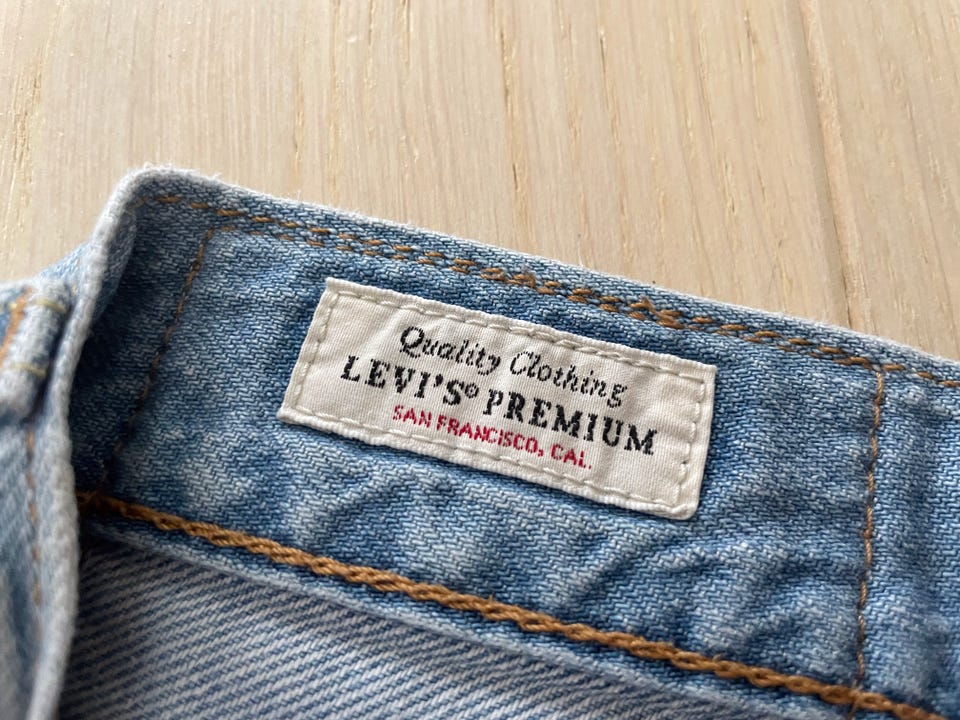 Quality Clothing
LEVI'S® PREMIUM
SAN FRANCISCO, CAL.